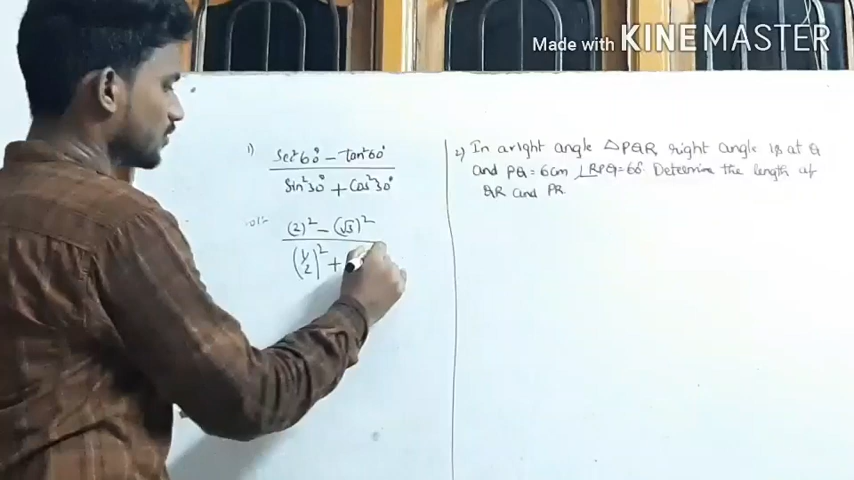 Made with KINEMASTER
1) sec²60° - tan²60°
sin²30° + cos²30°
solⁿ:
(2)² - (√3)²
(1/2)² +
2) In a right angle △PQR right angle is at Q
and PQ = 6cm ∠RPQ = 60° Determine the length of
QR and PR.